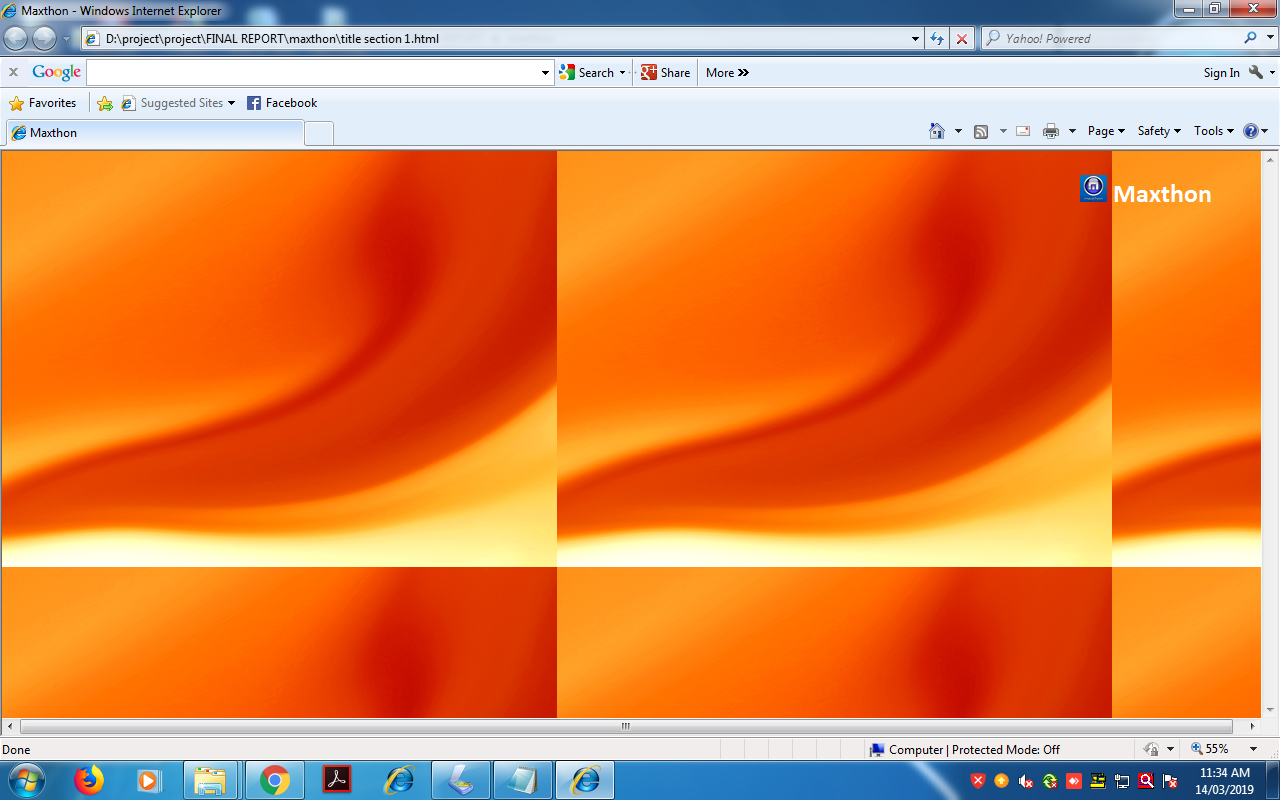 Maxthon - Windows Internet Explorer
D:\project\project\FINAL REPORT\maxthon\title section 1.html
Yahoo! Powered
Google
Search
Share
More
Sign In
Favorites
Suggested Sites
Facebook
Maxthon
Page
Safety
Tools
Maxthon
Done
Computer | Protected Mode: Off
55%
11:34 AM
14/03/2019